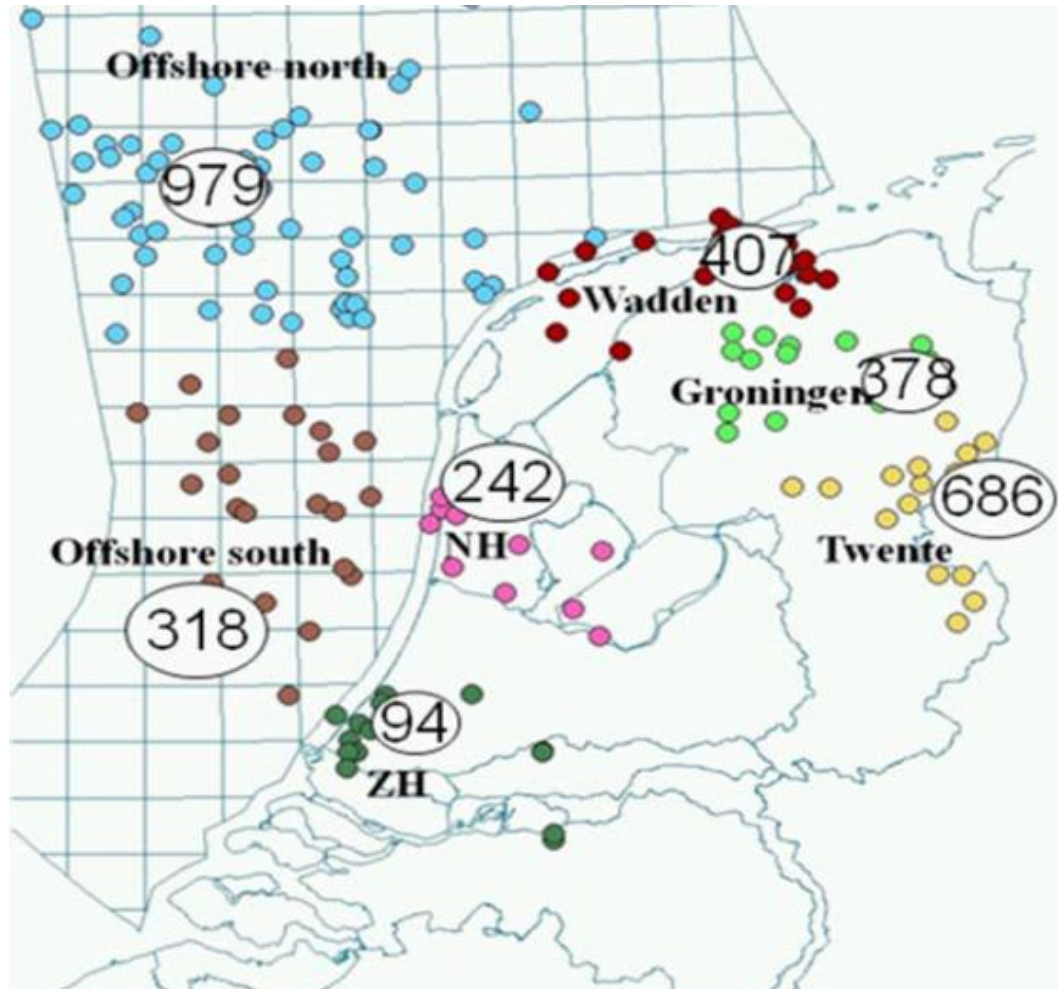 Offshore north
979
407
Wadden
378
Groningen
242
686
NH
Offshore south
Twente
318
94
ZH